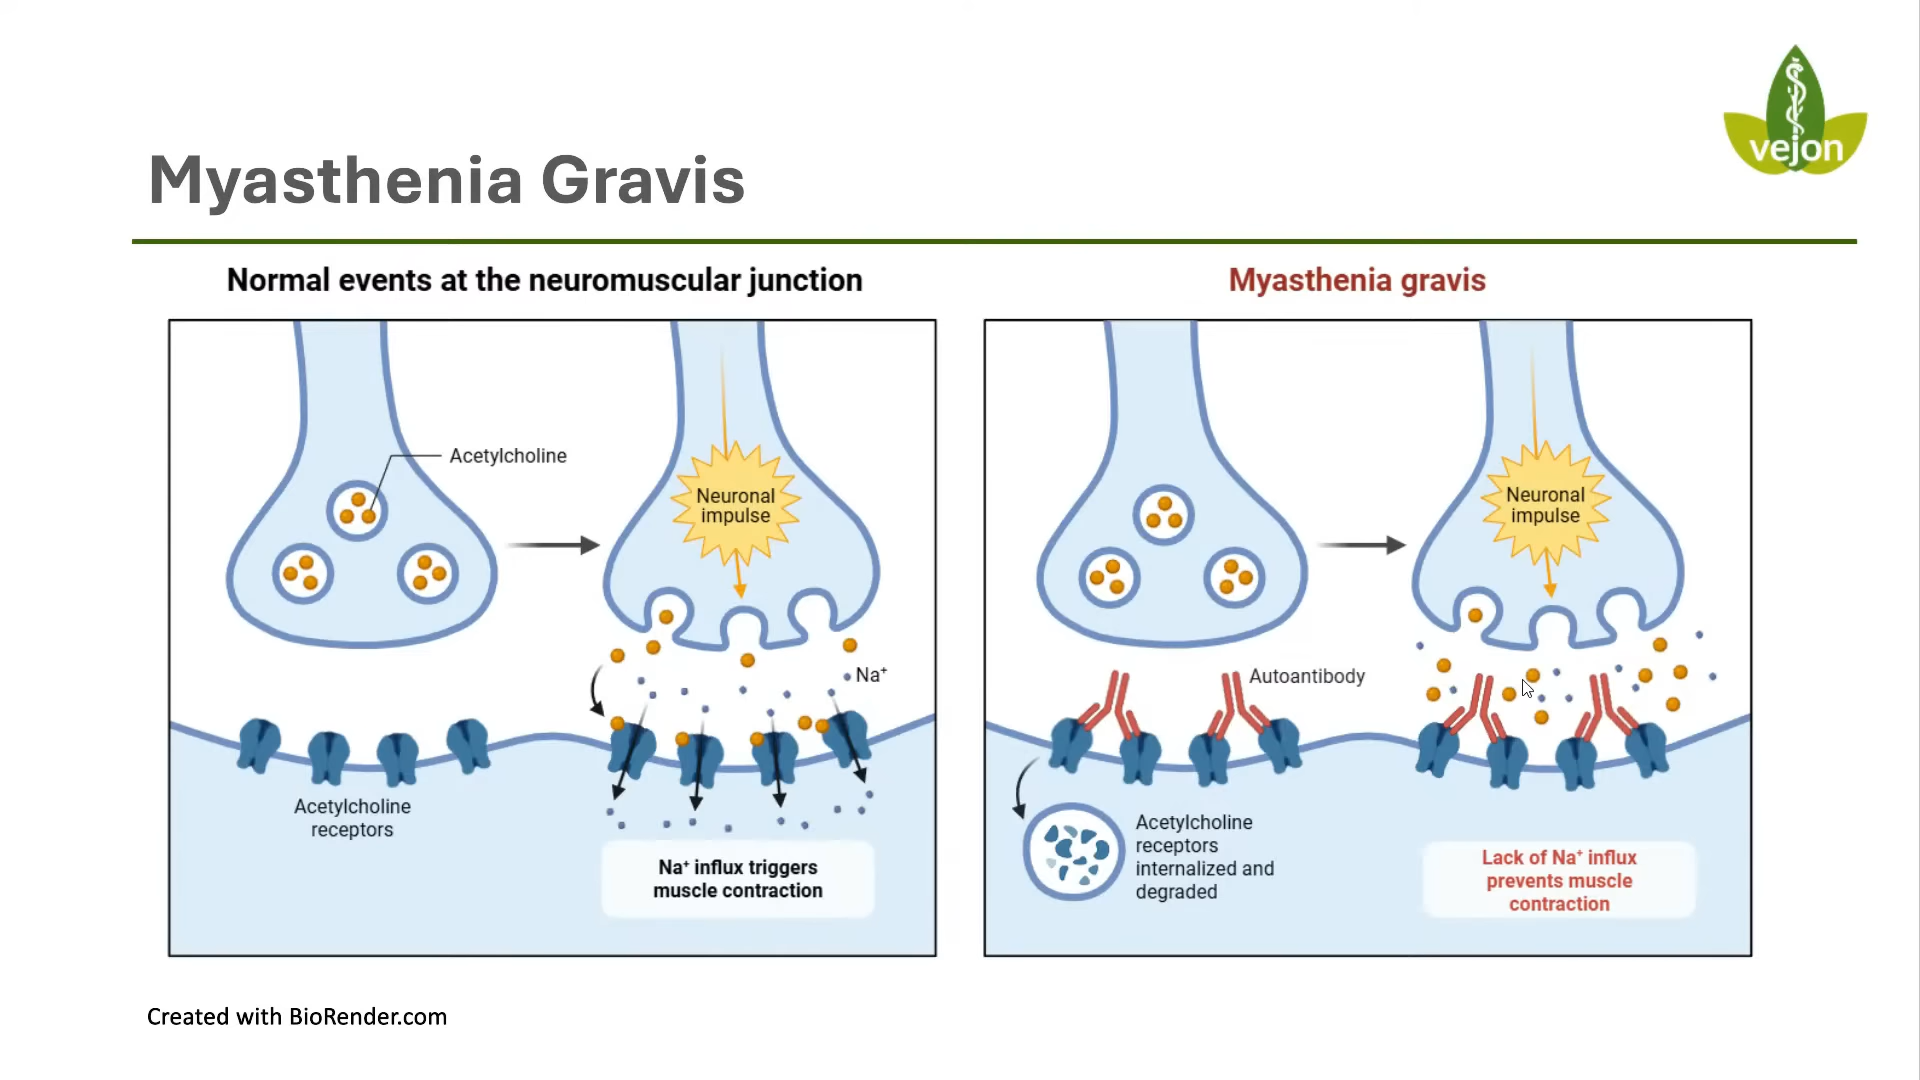 vejon
Myasthenia Gravis
Normal events at the neuromuscular junction
Acetylcholine
Neuronal
impulse
Na⁺
Acetylcholine
receptors
Na⁺ influx triggers
muscle contraction
Myasthenia gravis
Neuronal
impulse
Autoantibody
Acetylcholine
receptors
internalized and
degraded
Lack of Na⁺ influx
prevents muscle
contraction
Created with BioRender.com